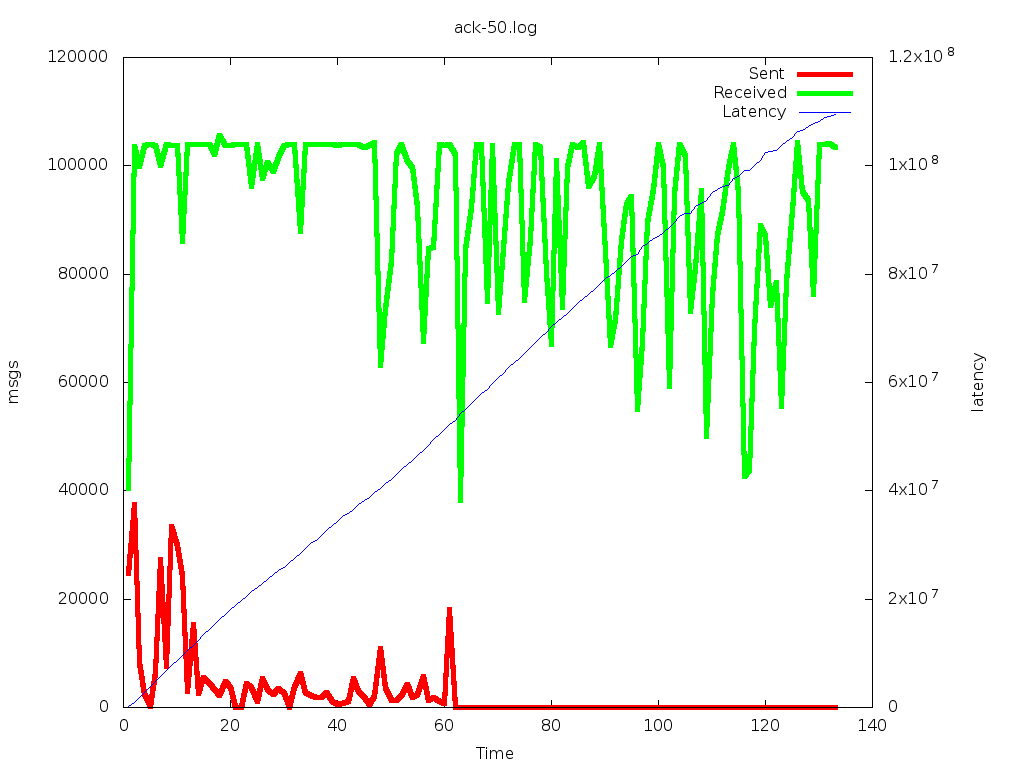 ack-50.log
120000
100000
80000
60000
40000
20000
0
msgs
1.2x10^8
1x10^8
8x10^7
6x10^7
4x10^7
2x10^7
0
latency
Sent
Received
Latency
0 20 40 60 80 100 120 140
Time